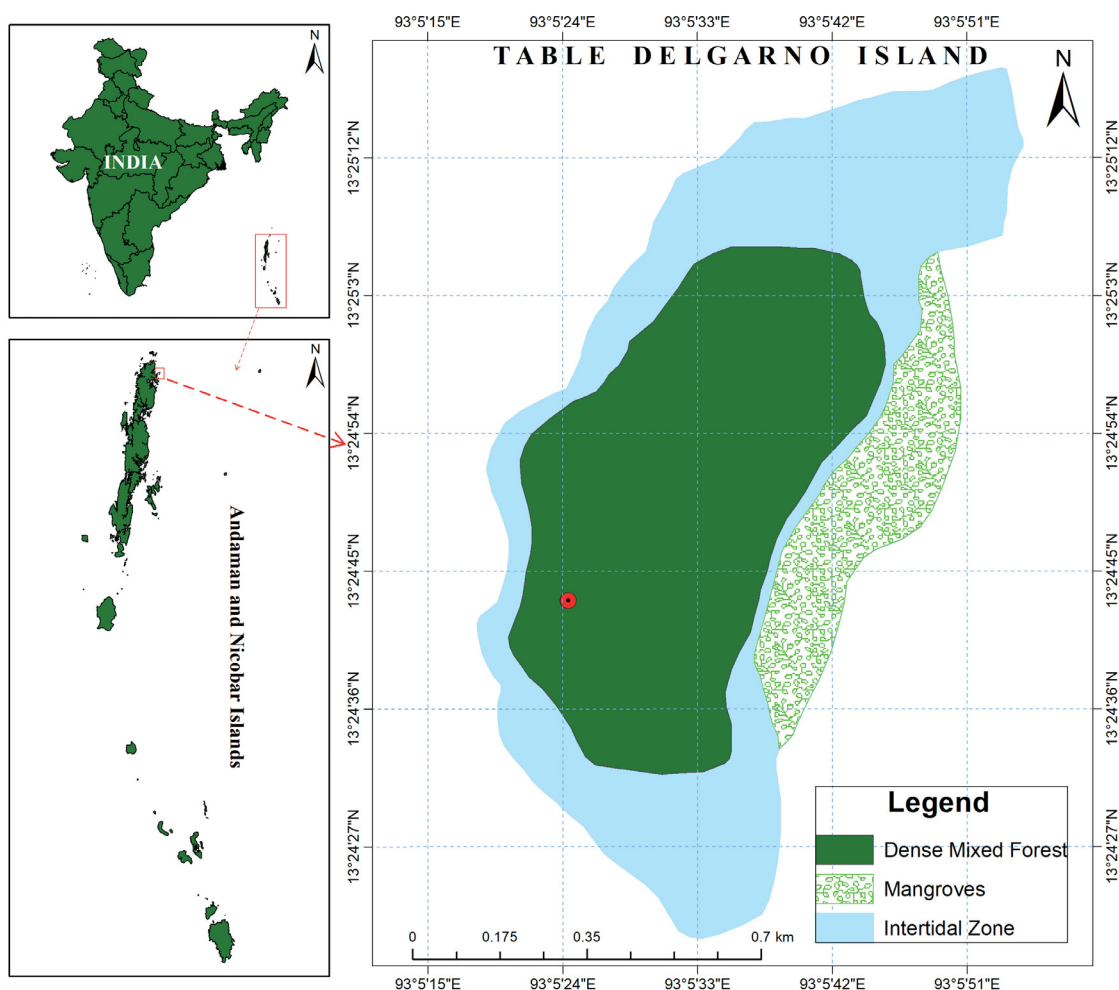 N
INDIA
N
Andaman and Nicobar Islands
93°5'15"E 93°5'24"E 93°5'33"E 93°5'42"E 93°5'51"E
TABLE DELGARNO ISLAND
N
13°25'12"N 13°25'12"N
13°25'3"N 13°25'3"N
13°24'54"N 13°24'54"N
13°24'45"N 13°24'45"N
13°24'36"N 13°24'36"N
13°24'27"N 13°24'27"N
Legend
Dense Mixed Forest
Mangroves
Intertidal Zone
0 0.175 0.35 0.7 km
93°5'15"E 93°5'24"E 93°5'33"E 93°5'42"E 93°5'51"E